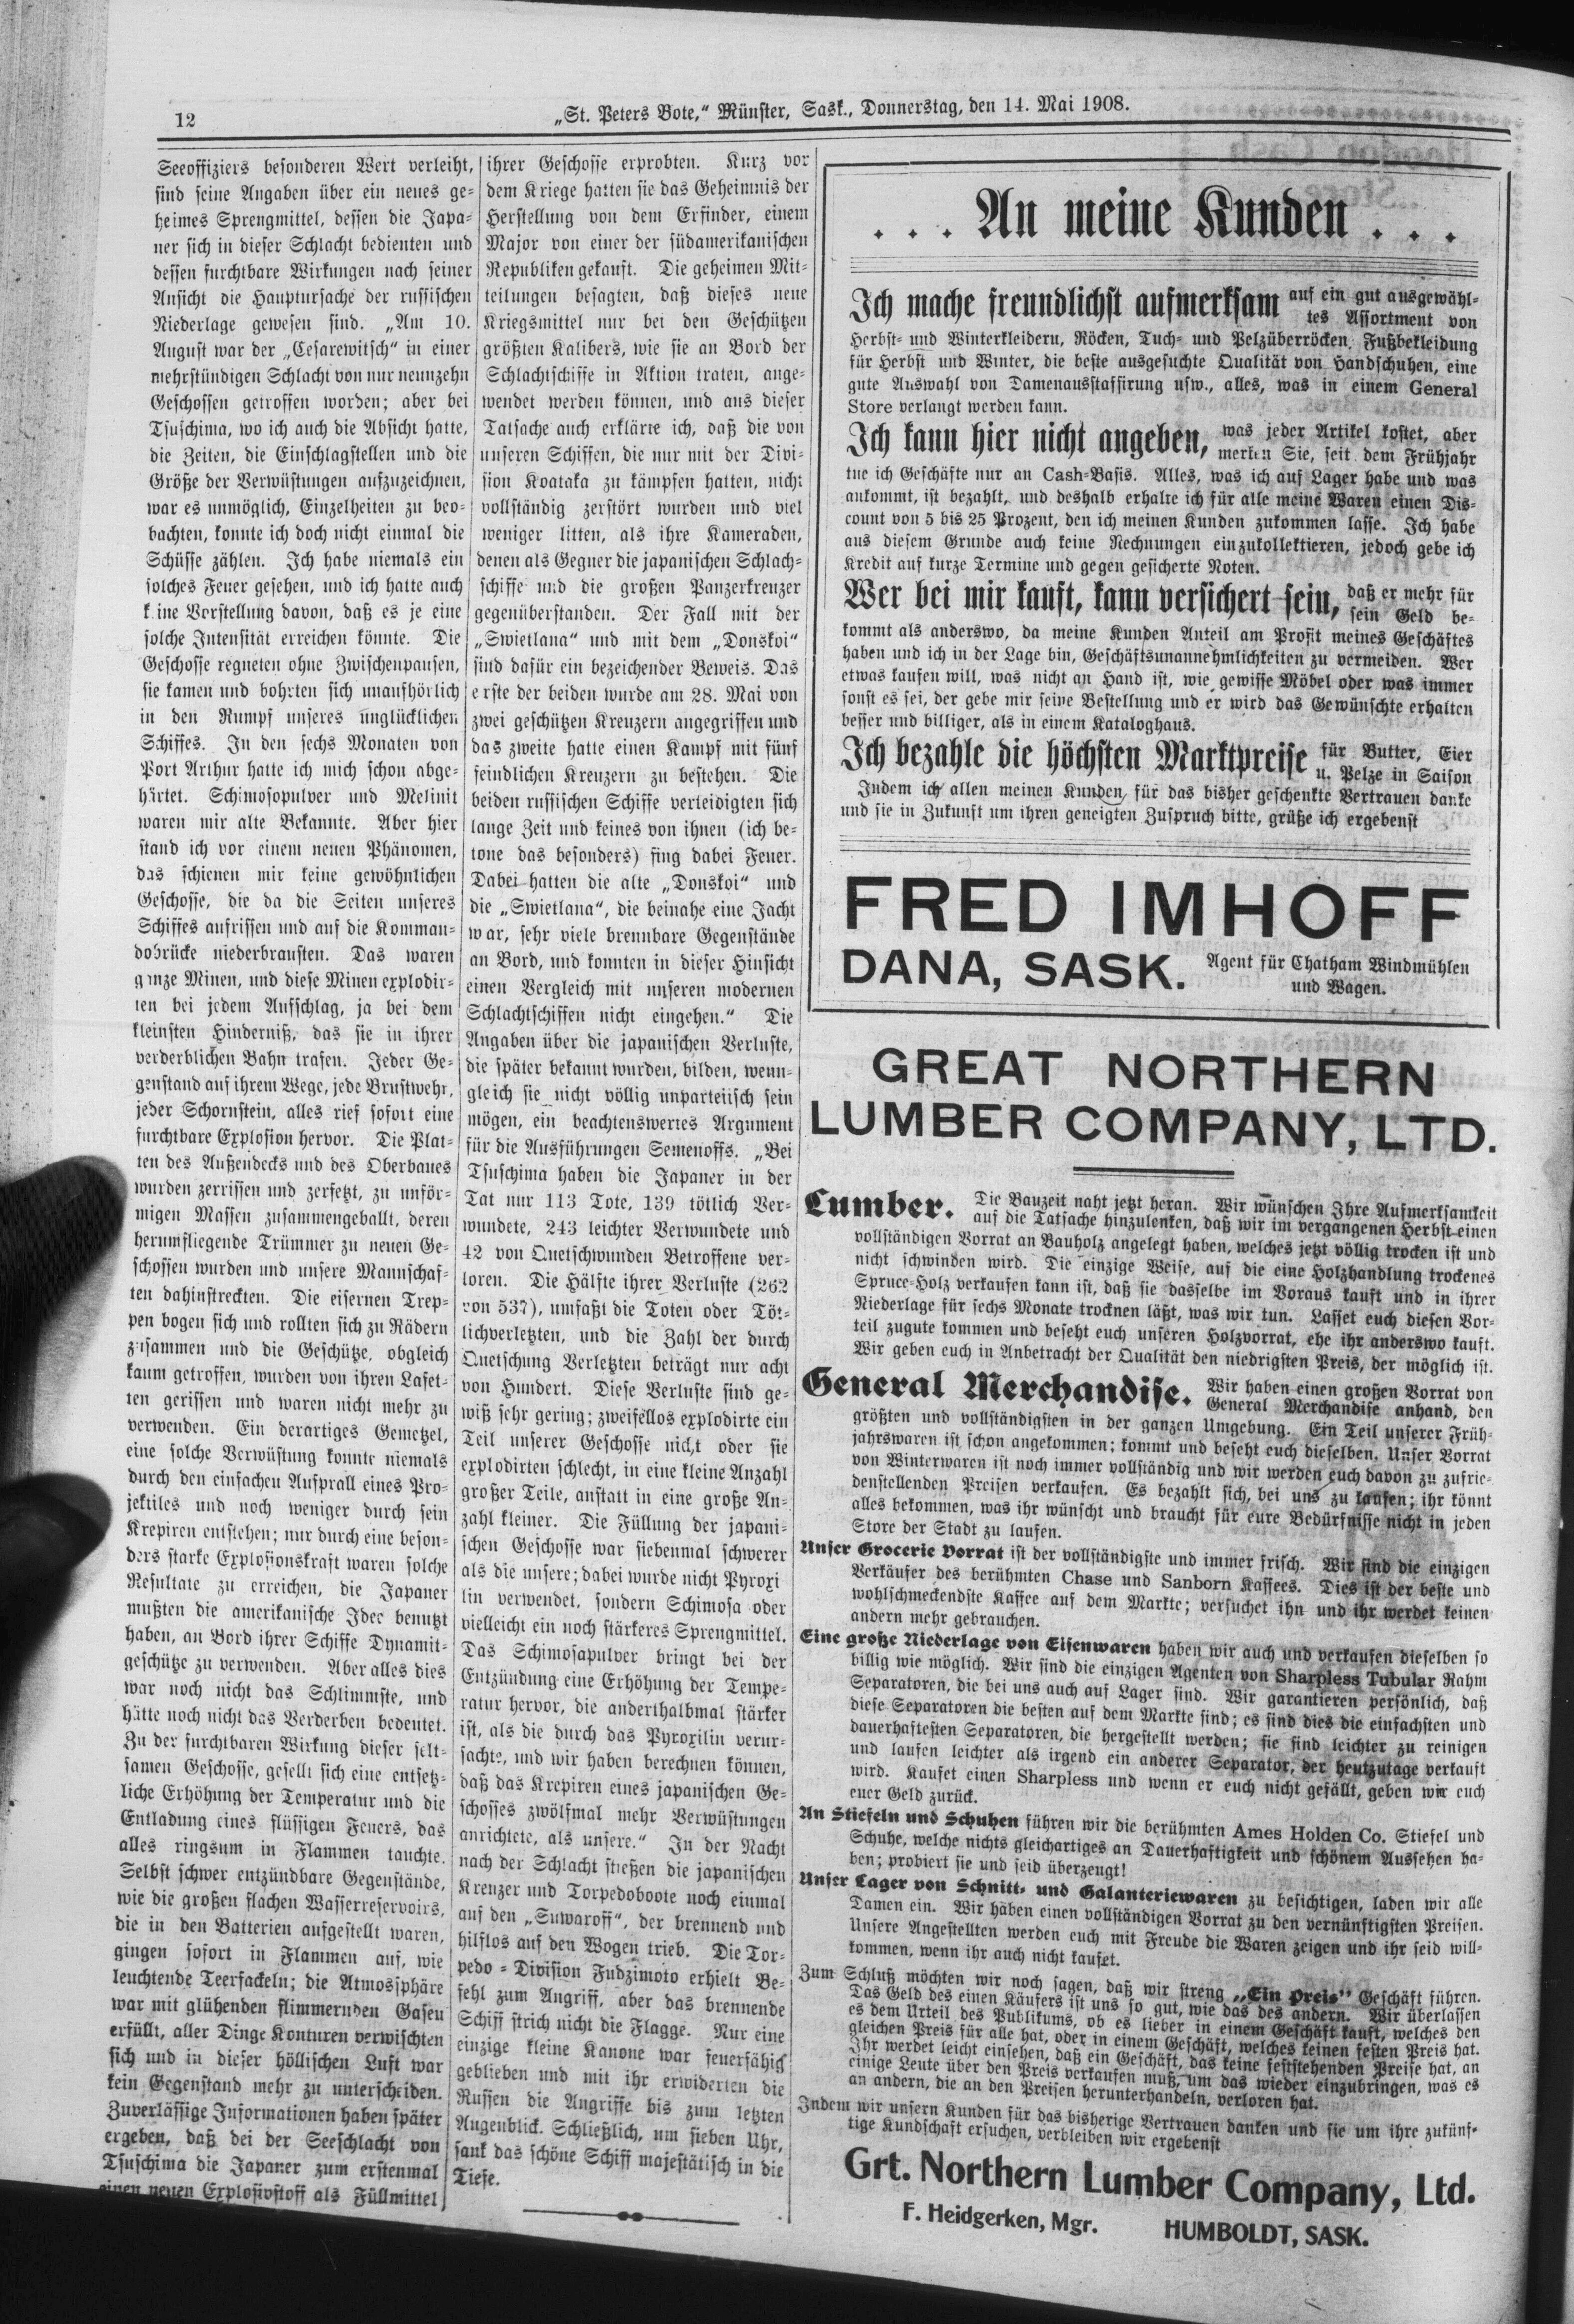 12
„St. Peters Bote,“ Münster, Sask., Donnerstag, den 14. Mai 1908.
Seeoffiziers besonderen Wert verleiht,
sind seine Angaben über ein neues ge-
heimes Sprengmittel, dessen die Japa-
ner sich in dieser Schlacht bedienten und
dessen furchtbare Wirkungen nach seiner
Ansicht die Hauptursache der russischen
Niederlage gewesen sind. „Am 10.
August war der „Cesarewitsch“ in einer
mehrstündigen Schlacht von nur neunzehn
Geschossen getroffen worden; aber bei
Tsuschima, wo ich auch die Absicht hatte,
die Zeiten, die Einschlagstellen und die
Größe der Verwüstungen aufzuzeichnen,
war es unmöglich, Einzelheiten zu beo-
bachten, konnte ich doch nicht einmal die
Schüsse zählen. Ich habe niemals ein
solches Feuer gesehen, und ich hatte auch
keine Vorstellung davon, daß es je eine
solche Intensität erreichen könnte. Die
Geschosse regneten ohne Zwischenpausen,
sie kamen und bohrten sich unaufhörlich
in den Rumpf unseres unglücklichen
Schiffes. In den sechs Monaten von
Port Arthur hatte ich mich schon abge-
härtet. Schimosopulver und Melinit
waren mir alte Bekannte. Aber hier
stand ich vor einem neuen Phänomen,
das schienen mir keine gewöhnlichen
Geschosse, die da die Seiten unseres
Schiffes aufrissen und auf die Komman-
dobrücke niederbrausten. Das waren
ganze Minen, und diese Minen explodir-
ten bei jedem Aufschlag, ja bei dem
kleinsten Hinderniß, das sie in ihrer
verderblichen Bahn trafen. Jeder Ge-
genstand auf ihrem Wege, jede Brustwehr,
jeder Schornstein, alles rief sofort eine
furchtbare Explosion hervor. Die Plat-
ten des Außendecks und des Oberbaues
wurden zerrissen und zersetzt, zu unför-
migen Massen zusammengeballt, deren
herumfliegende Trümmer zu neuen Ge-
schossen wurden und unsere Mannschaf-
ten dahinstreckten. Die eisernen Trep-
pen bogen sich und rollten sich zu Rädern
zusammen und die Geschütze, obgleich
kaum getroffen, wurden von ihren Lafet-
ten gerissen und waren nicht mehr zu
verwenden. Ein derartiges Gemetzel,
eine solche Verwüstung konnte niemals
durch den einfachen Aufprall eines Pro-
jektiles und noch weniger durch sein
Krepiren entstehen; nur durch eine beson-
ders starke Explosionskraft waren solche
Resultate zu erreichen, die Japaner
mußten die amerikanische Idee benutzt
haben, an Bord ihrer Schiffe Dynamit-
geschütze zu verwenden. Aber alles dies
war noch nicht das Schlimmste, und
hätte noch nicht das Verderben bedeutet.
Zu der furchtbaren Wirkung dieser selt-
samen Geschosse, gesellt sich eine entsetz-
liche Erhöhung der Temperatur und die
Entladung eines flüssigen Feuers, das
alles ringsum in Flammen tauchte.
Selbst schwer entzündbare Gegenstände,
wie die großen flachen Wasserreservoirs,
die in den Batterien aufgestellt waren,
gingen sofort in Flammen auf, wie
leuchtende Teerfackeln; die Atmossphäre
war mit glühenden flimmernden Gasen
erfüllt, aller Dinge Konturen verwischten
sich und in dieser höllischen Luft war
kein Gegenstand mehr zu unterscheiden.
Zuverlässige Informationen haben später
ergeben, daß bei der Seeschlacht von
Tsuschima die Japaner zum erstenmal
einen neuen Explosivstoff als Füllmittel
ihrer Geschosse erprobten. Kurz vor
dem Kriege hatten sie das Geheimnis der
Herstellung von dem Erfinder, einem
Major von einer der südamerikanischen
Republiken gekauft. Die geheimen Mit-
teilungen besagten, daß dieses neue
Kriegsmittel nur bei den Geschützen
größten Kalibers, wie sie an Bord der
Schlachtschiffe in Aktion traten, ange-
wendet werden können, und aus dieser
Tatsache auch erklärte ich, daß die von
unseren Schiffen, die nur mit der Divi-
sion Koataka zu kämpfen hatten, nicht
vollständig zerstört wurden und viel
weniger litten, als ihre Kameraden,
denen als Gegner die japanischen Schlach-
schiffe und die großen Panzerkreuzer
gegenüberstanden. Der Fall mit der
„Swietlana“ und mit dem „Donskoi“
sind dafür ein bezeichender Beweis. Das
erste der beiden wurde am 28. Mai von
zwei geschützen Kreuzern angegriffen und
das zweite hatte einen Kampf mit fünf
feindlichen Kreuzern zu bestehen. Die
beiden russischen Schiffe verteidigten sich
lange Zeit und keines von ihnen (ich be-
tone das besonders) fing dabei Feuer.
Dabei hatten die alte „Donskoi“ und
die „Swietlana“, die beinahe eine Jacht
war, sehr viele brennbare Gegenstände
an Bord, und konnten in dieser Hinsicht
einen Vergleich mit unseren modernen
Schlachtschiffen nicht eingehen.“ Die
Angaben über die japanischen Verluste,
die später bekannt wurden, bilden, wenn-
gleich sie nicht völlig unparteiisch sein
mögen, ein beachtenswertes Argument
für die Ausführungen Semenoffs. „Bei
Tsuschima haben die Japaner in der
Tat nur 113 Tote, 139 tötlich Ver-
wundete, 243 leichter Verwundete und
42 von Quetschwunden Betroffene ver-
loren. Die Hälfte ihrer Verluste (262
von 537), umfaßt die Toten oder Töt-
lichverletzten, und die Zahl der durch
Quetschung Verletzten beträgt nur acht
von Hundert. Diese Verluste sind ge-
wiß sehr gering; zweifellos explodirte ein
Teil unserer Geschosse nicht oder sie
explodirten schlecht, in eine kleine Anzahl
großer Teile, anstatt in eine große An-
zahl kleiner. Die Füllung der japani-
schen Geschosse war siebenmal schwerer
als die unsere; dabei wurde nicht Pyroxi
lin verwendet, sondern Schimosa oder
vielleicht ein noch stärkeres Sprengmittel.
Das Schimosapulver bringt bei der
Entzündung eine Erhöhung der Tempe-
ratur hervor, die anderthalbmal stärker
ist, als die durch das Pyroxilin verur-
sachte, und wir haben berechnen können,
daß das Krepiren eines japanischen Ge-
schosses zwölfmal mehr Verwüstungen
anrichtete, als unsere.“ In der Nacht
nach der Schlacht stießen die japanischen
Kreuzer und Torpedoboote noch einmal
auf den „Suwaroff“, der brennend und
hilflos auf den Wogen trieb. Die Tor-
pedo-Division Fudzimoto erhielt Be-
fehl zum Angriff, aber das brennende
Schiff strich nicht die Flagge. Nur eine
einzige kleine Kanone war feuerfähig
geblieben und mit ihr erwiderten die
Russen die Angriffe bis zum letzten
Augenblick. Schließlich, um sieben Uhr,
sank das schöne Schiff majestätisch in die
Tiefe.
. . . An meine Kunden . . .
Ich mache freundlichst aufmerksam auf ein gut ausgewähl-
tes Assortment von
Herbst- und Winterkleidern, Röcken, Tuch- und Pelzüberröcken, Fußbekleidung
für Herbst und Winter, die beste ausgesuchte Qualität von Handschuhen, eine
gute Auswahl von Damenausstaffirung usw., alles, was in einem General
Store verlangt werden kann.
Ich kann hier nicht angeben, was jeder Artikel kostet, aber
merken Sie, seit dem Frühjahr
tue ich Geschäfte nur an Cash-Basis. Alles, was ich auf Lager habe und was
ankommt, ist bezahlt, und deshalb erhalte ich für alle meine Waren einen Dis-
count von 5 bis 25 Prozent, den ich meinen Kunden zukommen lasse. Ich habe
aus diesem Grunde auch keine Rechnungen einzukollektieren, jedoch gebe ich
Kredit auf kurze Termine und gegen gesicherte Noten.
Wer bei mir kauft, kann versichert sein, daß er mehr für
sein Geld be-
kommt als anderswo, da meine Kunden Anteil am Profit meines Geschäftes
haben und ich in der Lage bin, Geschäftsunannehmlichkeiten zu vermeiden. Wer
etwas kaufen will, was nicht an Hand ist, wie gewisse Möbel oder was immer
sonst es sei, der gebe mir seine Bestellung und er wird das Gewünschte erhalten
besser und billiger, als in einem Kataloghaus.
Ich bezahle die höchsten Marktpreise für Butter, Eier
u. Pelze in Saison
Indem ich allen meinen Kunden für das bisher geschenkte Vertrauen danke
und sie in Zukunft um ihren geneigten Zuspruch bitte, grüße ich ergebenst
FRED IMHOFF
DANA, SASK. Agent für Chatham Windmühlen
und Wagen.
GREAT NORTHERN
LUMBER COMPANY, LTD.
Lumber. Die Bauzeit naht jetzt heran. Wir wünschen Ihre Aufmerksamkeit
auf die Tatsache hinzulenken, daß wir im vergangenen Herbst einen
vollständigen Vorrat an Bauholz angelegt haben, welches jetzt völlig trocken ist und
nicht schwinden wird. Die einzige Weise, auf die eine Holzhandlung trockenes
Spruce-Holz verkaufen kann ist, daß sie dasselbe im Voraus kauft und in ihrer
Niederlage für sechs Monate trocknen läßt, was wir tun. Lasset euch diesen Vor-
teil zugute kommen und beseht euch unseren Holzvorrat, ehe ihr anderswo kauft.
Wir geben euch in Anbetracht der Qualität den niedrigsten Preis, der möglich ist.
General Merchandise. Wir haben einen großen Vorrat von
General Merchandise anhand, den
größten und vollständigsten in der ganzen Umgebung. Ein Teil unserer Früh-
jahrswaren ist schon angekommen; kommt und beseht euch dieselben. Unser Vorrat
von Winterwaren ist noch immer vollständig und wir werden euch davon zu zufrie-
denstellenden Preisen verkaufen. Es bezahlt sich, bei uns zu kaufen; ihr könnt
alles bekommen, was ihr wünscht und braucht für eure Bedürfnisse nicht in jeden
Store der Stadt zu laufen.
Unser Grocerie Vorrat ist der vollständigste und immer frisch. Wir sind die einzigen
Verkäufer des berühmten Chase und Sanborn Kaffees. Dies ist der beste und
wohlschmeckendste Kaffee auf dem Markte; versuchet ihn und ihr werdet keinen
andern mehr gebrauchen.
Eine große Niederlage von Eisenwaren haben wir auch und verkaufen dieselben so
billig wie möglich. Wir sind die einzigen Agenten von Sharpless Tubular Rahm
Separatoren, die bei uns auch auf Lager sind. Wir garantieren persönlich, daß
diese Separatoren die besten auf dem Markte sind; es sind dies die einfachsten und
dauerhaftesten Separatoren, die hergestellt werden; sie sind leichter zu reinigen
und laufen leichter als irgend ein anderer Separator, der heutzutage verkauft
wird. Kaufet einen Sharpless und wenn er euch nicht gefällt, geben wir euch
euer Geld zurück.
An Stiefeln und Schuhen führen wir die berühmten Ames Holden Co. Stiefel und
Schuhe, welche nichts gleichartiges an Dauerhaftigkeit und schönem Aussehen ha-
ben; probiert sie und seid überzeugt!
Unser Lager von Schnitt- und Galanteriewaren zu besichtigen, laden wir alle
Damen ein. Wir haben einen vollständigen Vorrat zu den vernünftigsten Preisen.
Unsere Angestellten werden euch mit Freude die Waren zeigen und ihr seid will-
kommen, wenn ihr auch nicht kaufet.
Zum Schluß möchten wir noch sagen, daß wir streng „Ein Preis“ Geschäft führen.
Das Geld des einen Käufers ist uns so gut, wie das des andern. Wir überlassen
es dem Urteil des Publikums, ob es lieber in einem Geschäft kauft, welches den
gleichen Preis für alle hat, oder in einem Geschäft, welches keinen festen Preis hat.
Ihr werdet leicht einsehen, daß ein Geschäft, das keine feststehenden Preise hat, an
einige Leute über den Preis verkaufen muß, um das wieder einzubringen, was es
an andern, die an den Preisen herunterhandeln, verloren hat.
Indem wir unsern Kunden für das bisherige Vertrauen danken und sie um ihre zukünf-
tige Kundschaft ersuchen, verbleiben wir ergebenst
Grt. Northern Lumber Company, Ltd.
F. Heidgerken, Mgr. HUMBOLDT, SASK.